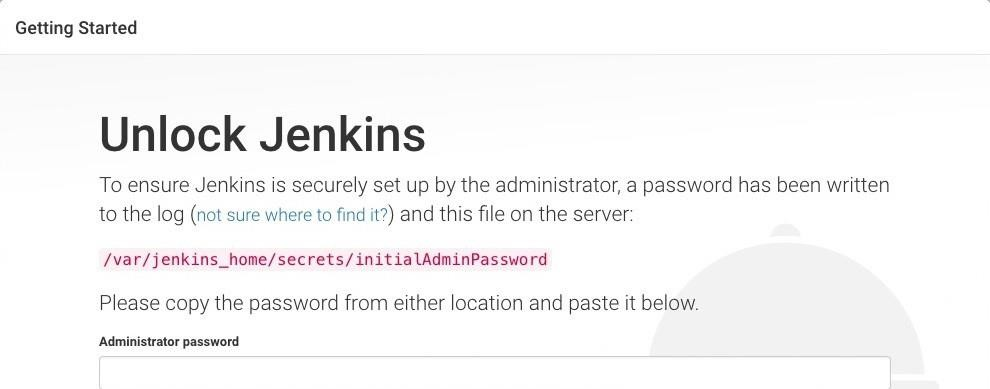 Getting Started
Unlock Jenkins
To ensure Jenkins is securely set up by the administrator, a password has been written
to the log (not sure where to find it?) and this file on the server:
/var/jenkins_home/secrets/initialAdminPassword
Please copy the password from either location and paste it below.
Administrator password